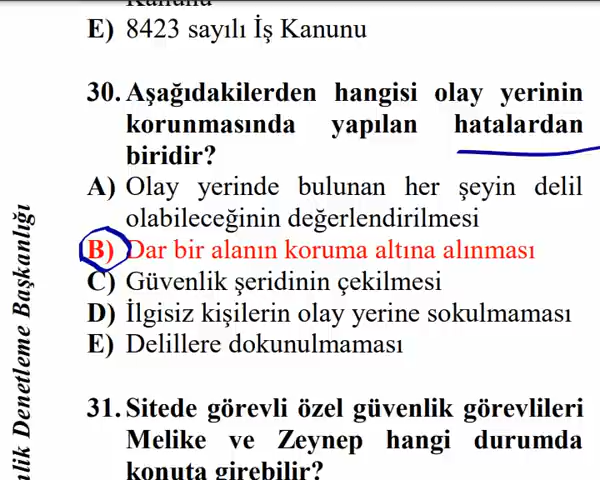 E) 8423 sayılı İş Kanunu
30. Aşağıdakilerden hangisi olay yerinin
korunmasında yapılan hatalardan
biridir?
A) Olay yerinde bulunan her şeyin delil
olabileceğinin değerlendirilmesi
B) Dar bir alanın koruma altına alınması
C) Güvenlik şeridinin çekilmesi
D) İlgisiz kişilerin olay yerine sokulmaması
E) Delillere dokunulmaması
31. Sitede görevli özel güvenlik görevlileri
Melike ve Zeynep hangi durumda
konuta girebilir?
Denetleme Başkanlığı